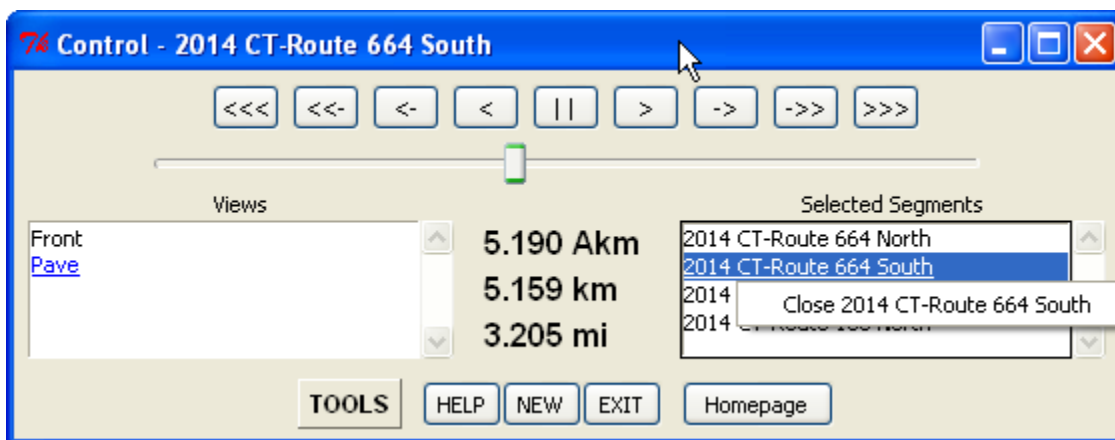 Control - 2014 CT-Route 664 South
<<< <<- <- < || > -> ->> >>>
Views
Front
Pave
5.190 Akm
5.159 km
3.205 mi
Selected Segments
2014 CT-Route 664 North
2014 CT-Route 664 South
2014
Close 2014 CT-Route 664 South
2014
North
TOOLS HELP NEW EXIT Homepage